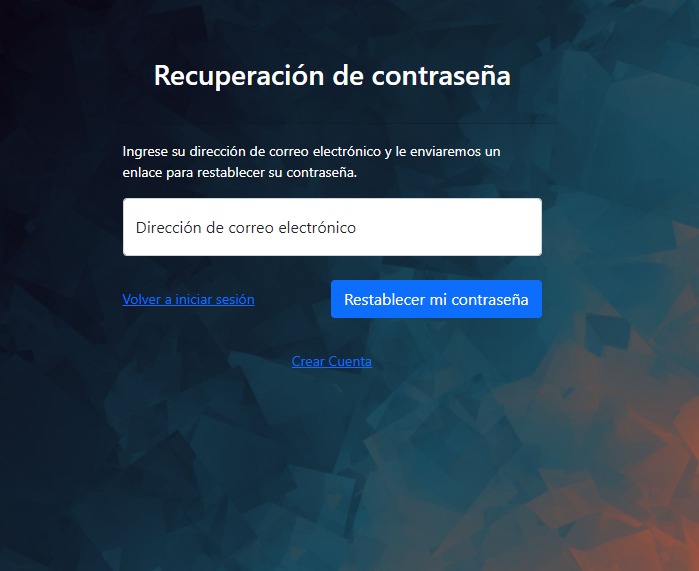 Recuperación de contraseña
Ingrese su dirección de correo electrónico y le enviaremos un
enlace para restablecer su contraseña.
Dirección de correo electrónico
Volver a iniciar sesión
Restablecer mi contraseña
Crear Cuenta